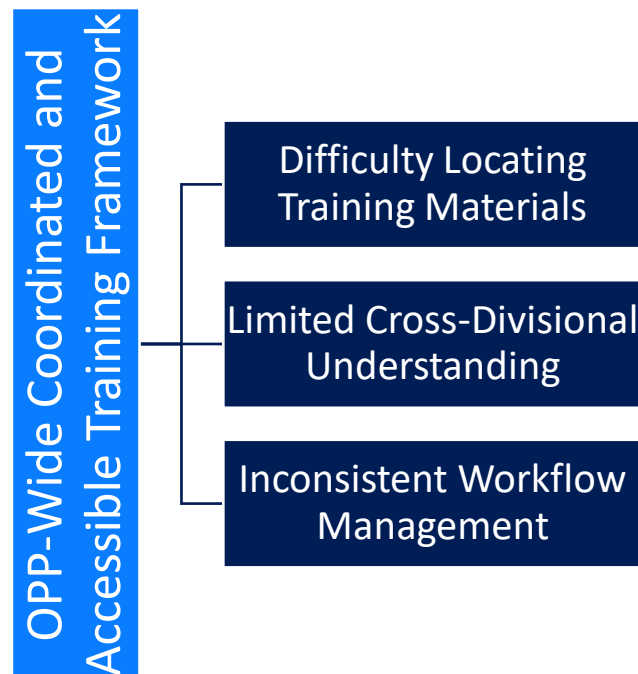 OPP-Wide Coordinated and
Accessible Training Framework
Difficulty Locating
Training Materials
Limited Cross-Divisional
Understanding
Inconsistent Workflow
Management